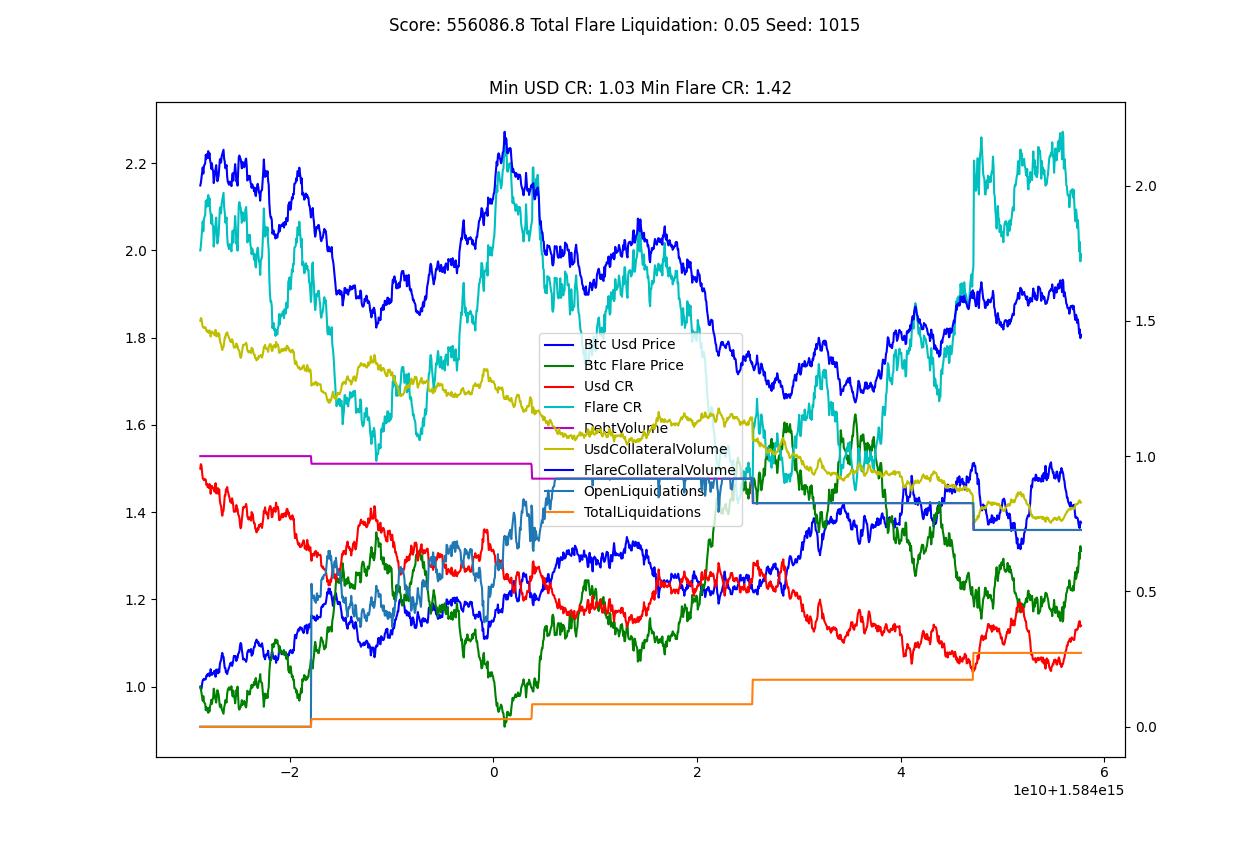 Score: 556086.8 Total Flare Liquidation: 0.05 Seed: 1015
Min USD CR: 1.03 Min Flare CR: 1.42
2.2
2.0
1.8
1.6
1.4
1.2
1.0
2.0
1.5
1.0
0.5
0.0
Btc Usd Price
Btc Flare Price
Usd CR
Flare CR
DebtVolume
UsdCollateralVolume
FlareCollateralVolume
OpenLiquidations
TotalLiquidations
−2 0 2 4 6
1e10+1.584e15